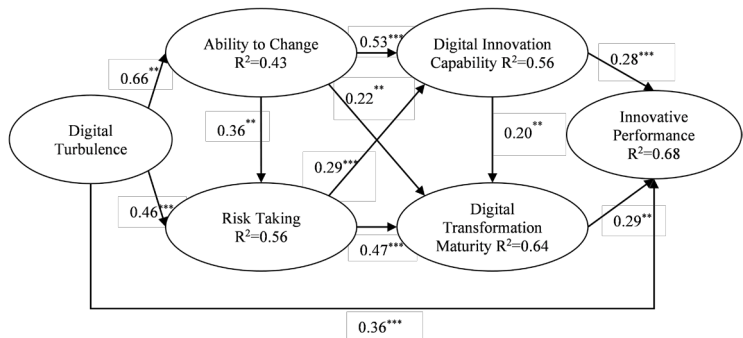 Ability to Change
R²=0.43
0.53***
Digital Innovation
Capability R²=0.56
0.28***
0.66**
0.22**
Innovative
Performance
R²=0.68
Digital
Turbulence
0.36**
0.20**
0.29***
0.46***
Risk Taking
R²=0.56
0.47***
Digital
Transformation
Maturity R²=0.64
0.29**
0.36***